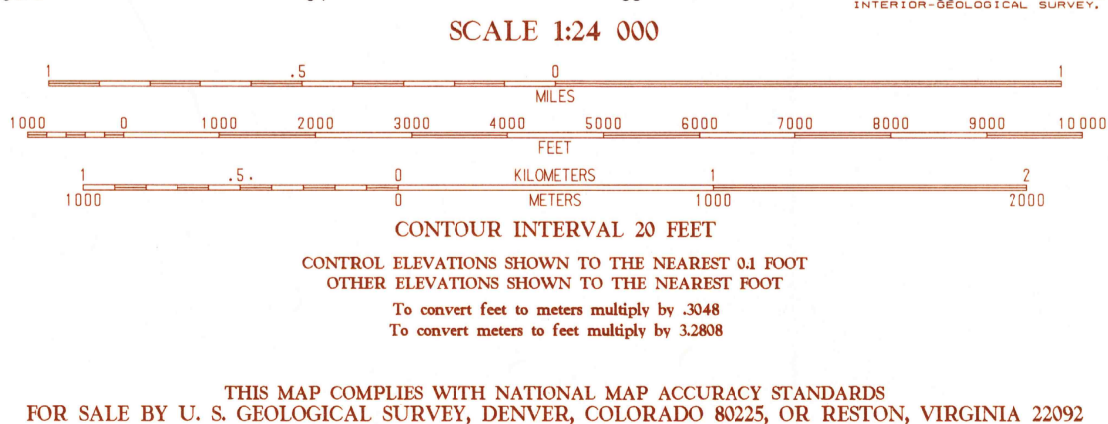 INTERIOR-GEOLOGICAL SURVEY.
SCALE 1:24 000
1 .5 0 1
MILES
1000 0 1000 2000 3000 4000 5000 6000 7000 8000 9000 10 000
FEET
1 .5. 0 KILOMETERS 1 2
1000 0 METERS 1000 2000
CONTOUR INTERVAL 20 FEET
CONTROL ELEVATIONS SHOWN TO THE NEAREST 0.1 FOOT
OTHER ELEVATIONS SHOWN TO THE NEAREST FOOT
To convert feet to meters multiply by .3048
To convert meters to feet multiply by 3.2808
THIS MAP COMPLIES WITH NATIONAL MAP ACCURACY STANDARDS
FOR SALE BY U. S. GEOLOGICAL SURVEY, DENVER, COLORADO 80225, OR RESTON, VIRGINIA 22092